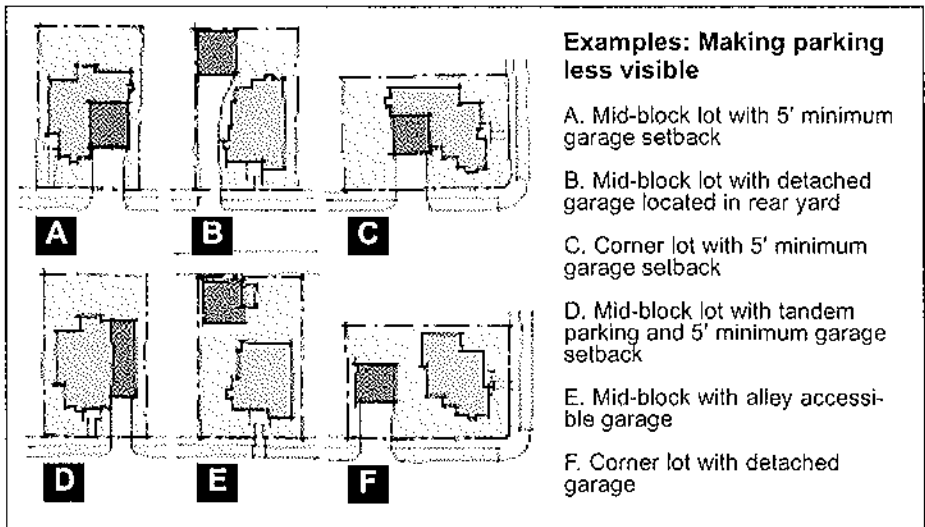 Examples: Making parking
less visible
A. Mid-block lot with 5' minimum
garage setback
B. Mid-block lot with detached
garage located in rear yard
C. Corner lot with 5' minimum
garage setback
D. Mid-block lot with tandem
parking and 5' minimum garage
setback
E. Mid-block with alley accessi-
ble garage
F. Corner lot with detached
garage
A
B
C
D
E
F